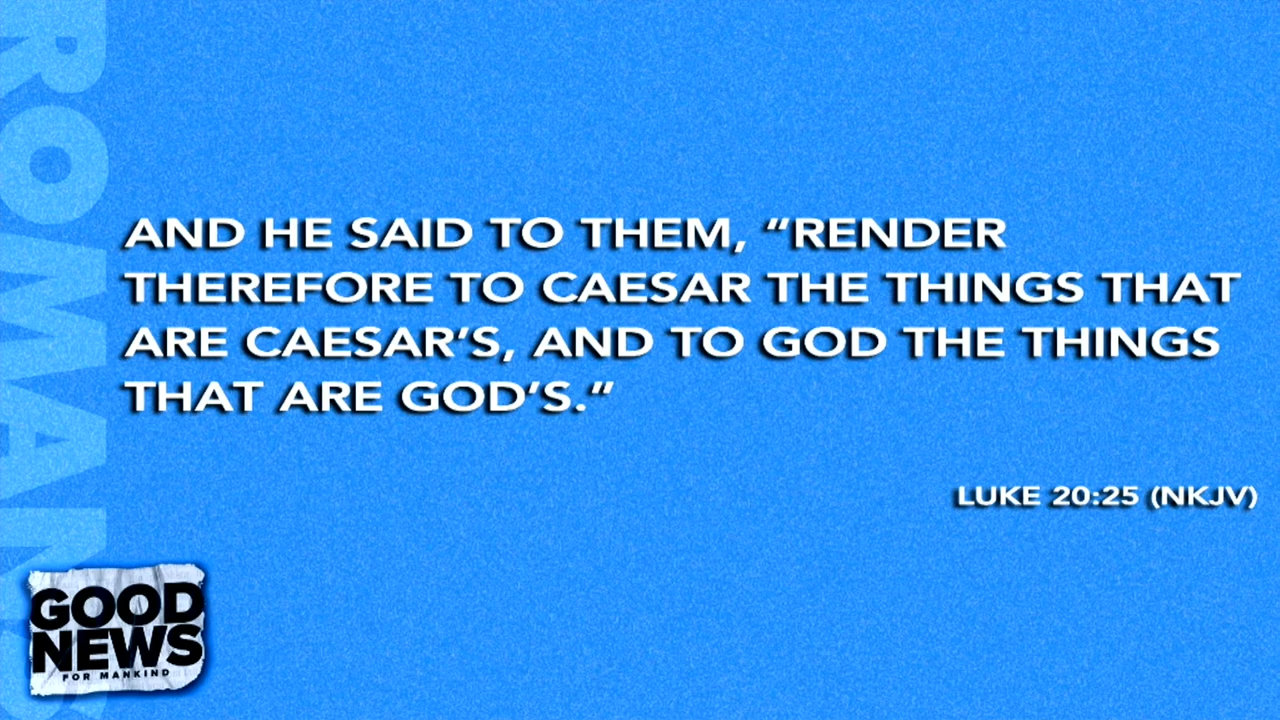 ROMANS
AND HE SAID TO THEM, “RENDER
THEREFORE TO CAESAR THE THINGS THAT
ARE CAESAR’S, AND TO GOD THE THINGS
THAT ARE GOD’S.”
LUKE 20:25 (NKJV)
GOOD
NEWS
FOR MANKIND